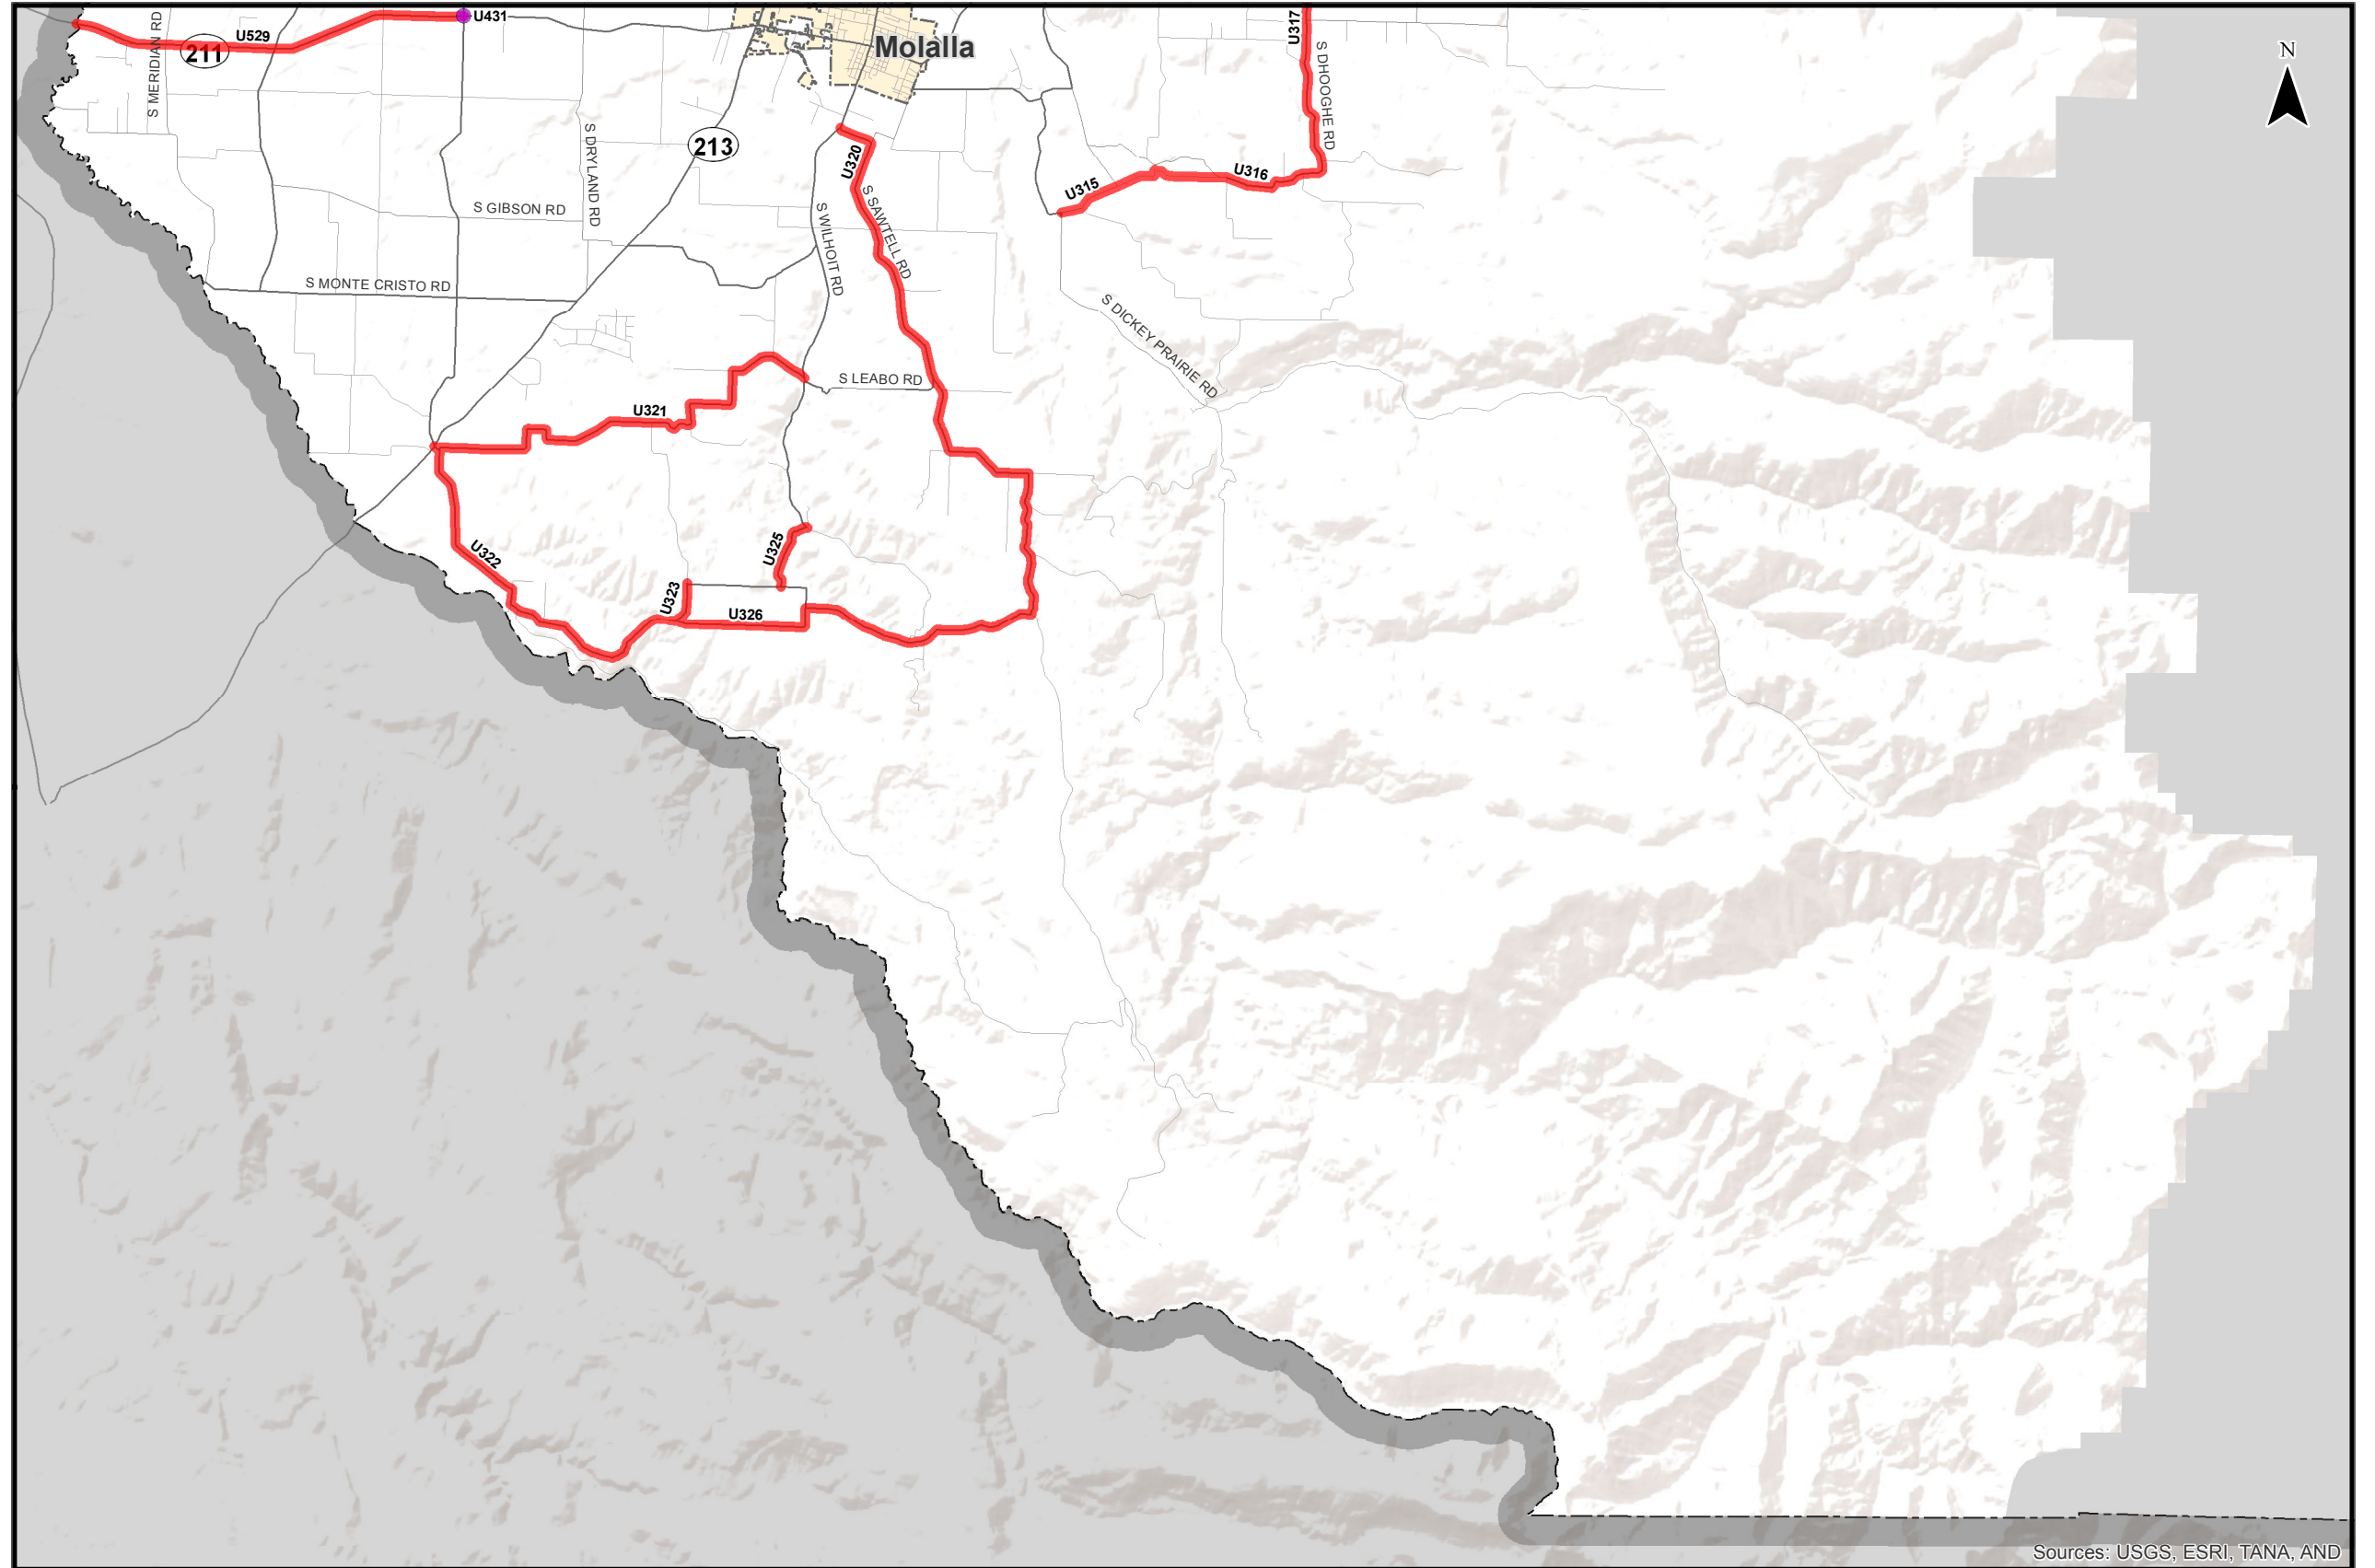 U431
U529
211
S MERIDIAN RD
Molalla
U317
S DHOOGHE RD
N
213
S DRYLAND RD
U320
S SAWTELL RD
S WILHOIT RD
U315
U316
S GIBSON RD
S MONTE CRISTO RD
S DICKEY PRAIRIE RD
S LEABO RD
U321
U322
U325
U323
U326
Sources: USGS, ESRI, TANA, AND